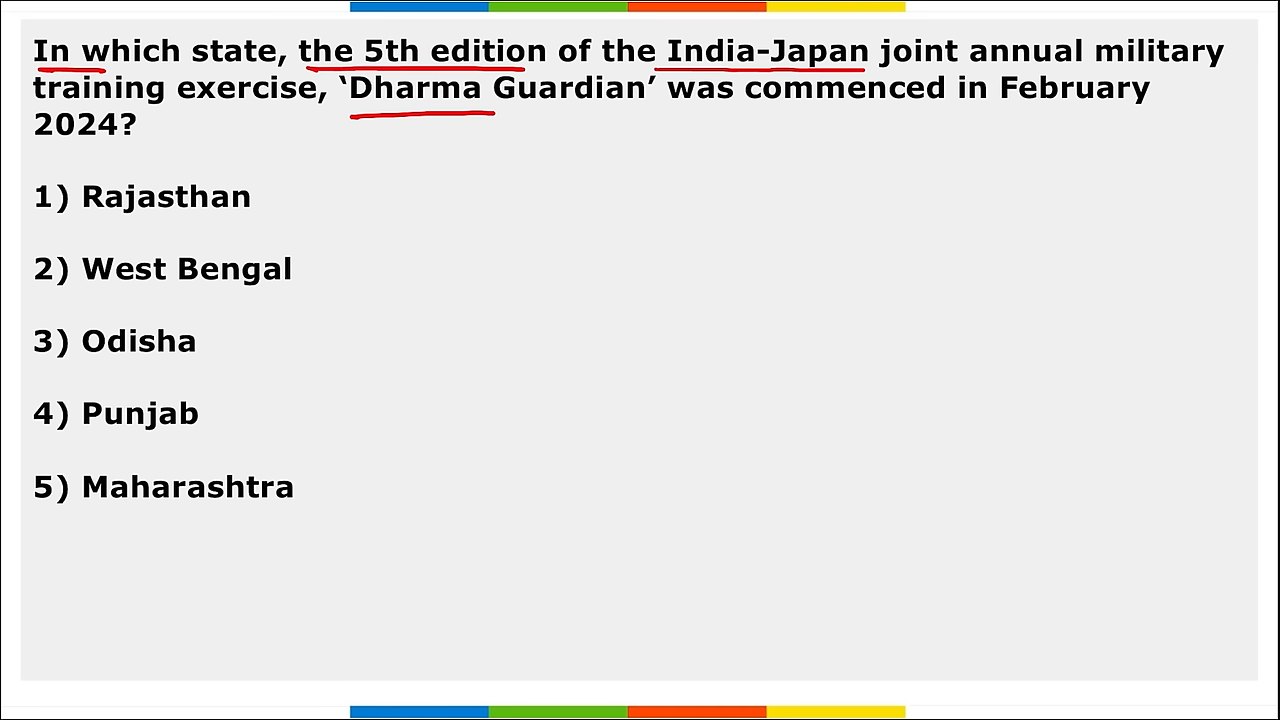 In which state, the 5th edition of the India-Japan joint annual military
training exercise, ‘Dharma Guardian’ was commenced in February
2024?
1) Rajasthan
2) West Bengal
3) Odisha
4) Punjab
5) Maharashtra